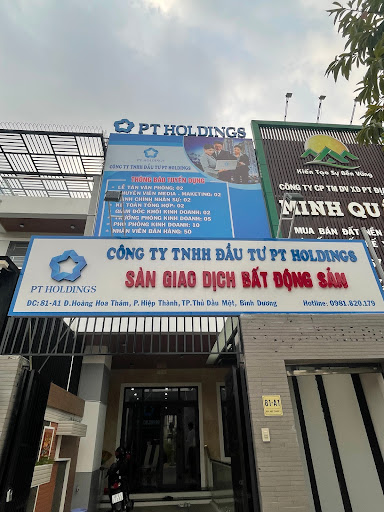 PT HOLDINGS
PT HOLDINGS
CÔNG TY TNHH ĐẦU TƯ PT HOLDINGS
THÔNG BÁO TUYỂN DỤNG
- LỄ TÂN VĂN PHÒNG: 02
- CHUYÊN VIÊN MEDIA - MAKETING: 02
HÀNH CHÍNH NHÂN SỰ: 02
KẾ TOÁN TỔNG HỢP: 02
GIÁM ĐỐC KHỐI KINH DOANH: 02
TRƯỞNG PHÒNG KINH DOANH: 05
PHÓ PHÒNG KINH DOANH: 10
NHÂN VIÊN BÁN HÀNG: 50
Kiến Tạo Sự Bền Vững
CÔNG TY CP TM DV XD PT
MINH QU
MUA BÁN ĐẤT NỀN
PT HOLDINGS
CÔNG TY TNHH ĐẦU TƯ PT HOLDINGS
SÀN GIAO DỊCH BẤT ĐỘNG SẢN
ĐC: 81-A1 Đ.Hoàng Hoa Thám, P. Hiệp Thành, TP.Thủ Dầu Một, Bình Dương
Hotline: 0981.820.179
81-A1